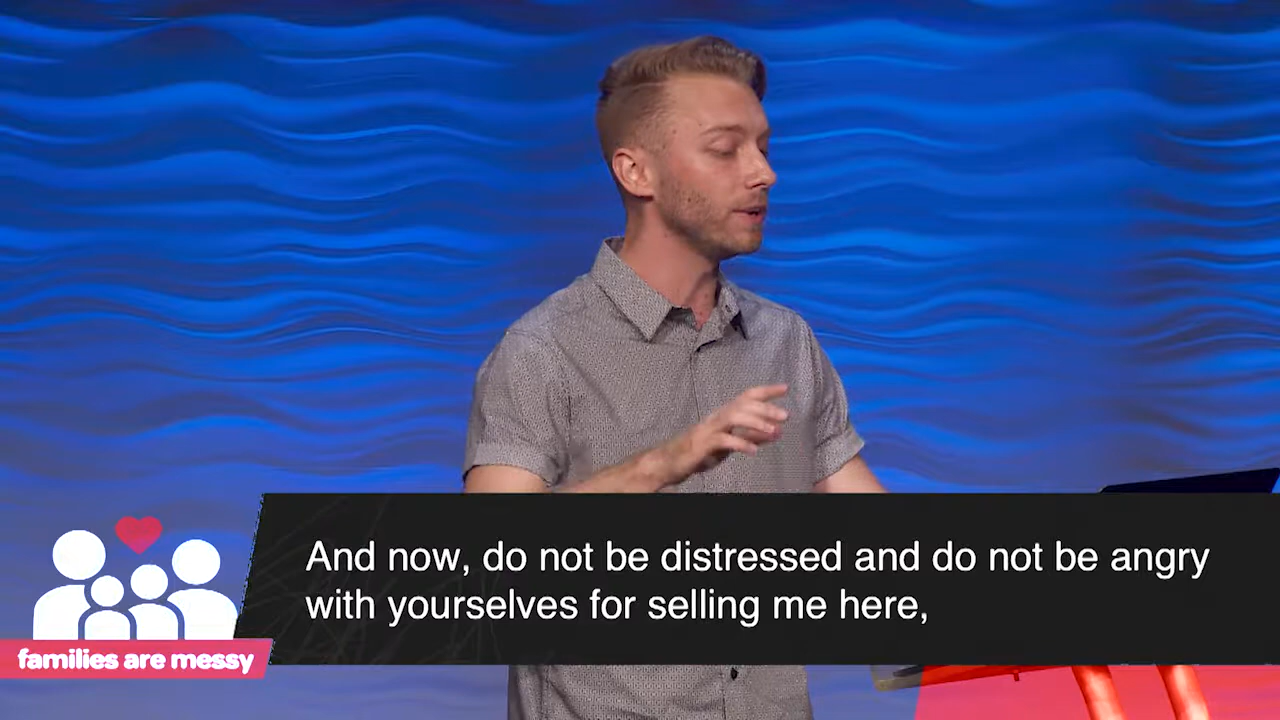 And now, do not be distressed and do not be angry
with yourselves for selling me here,
families are messy